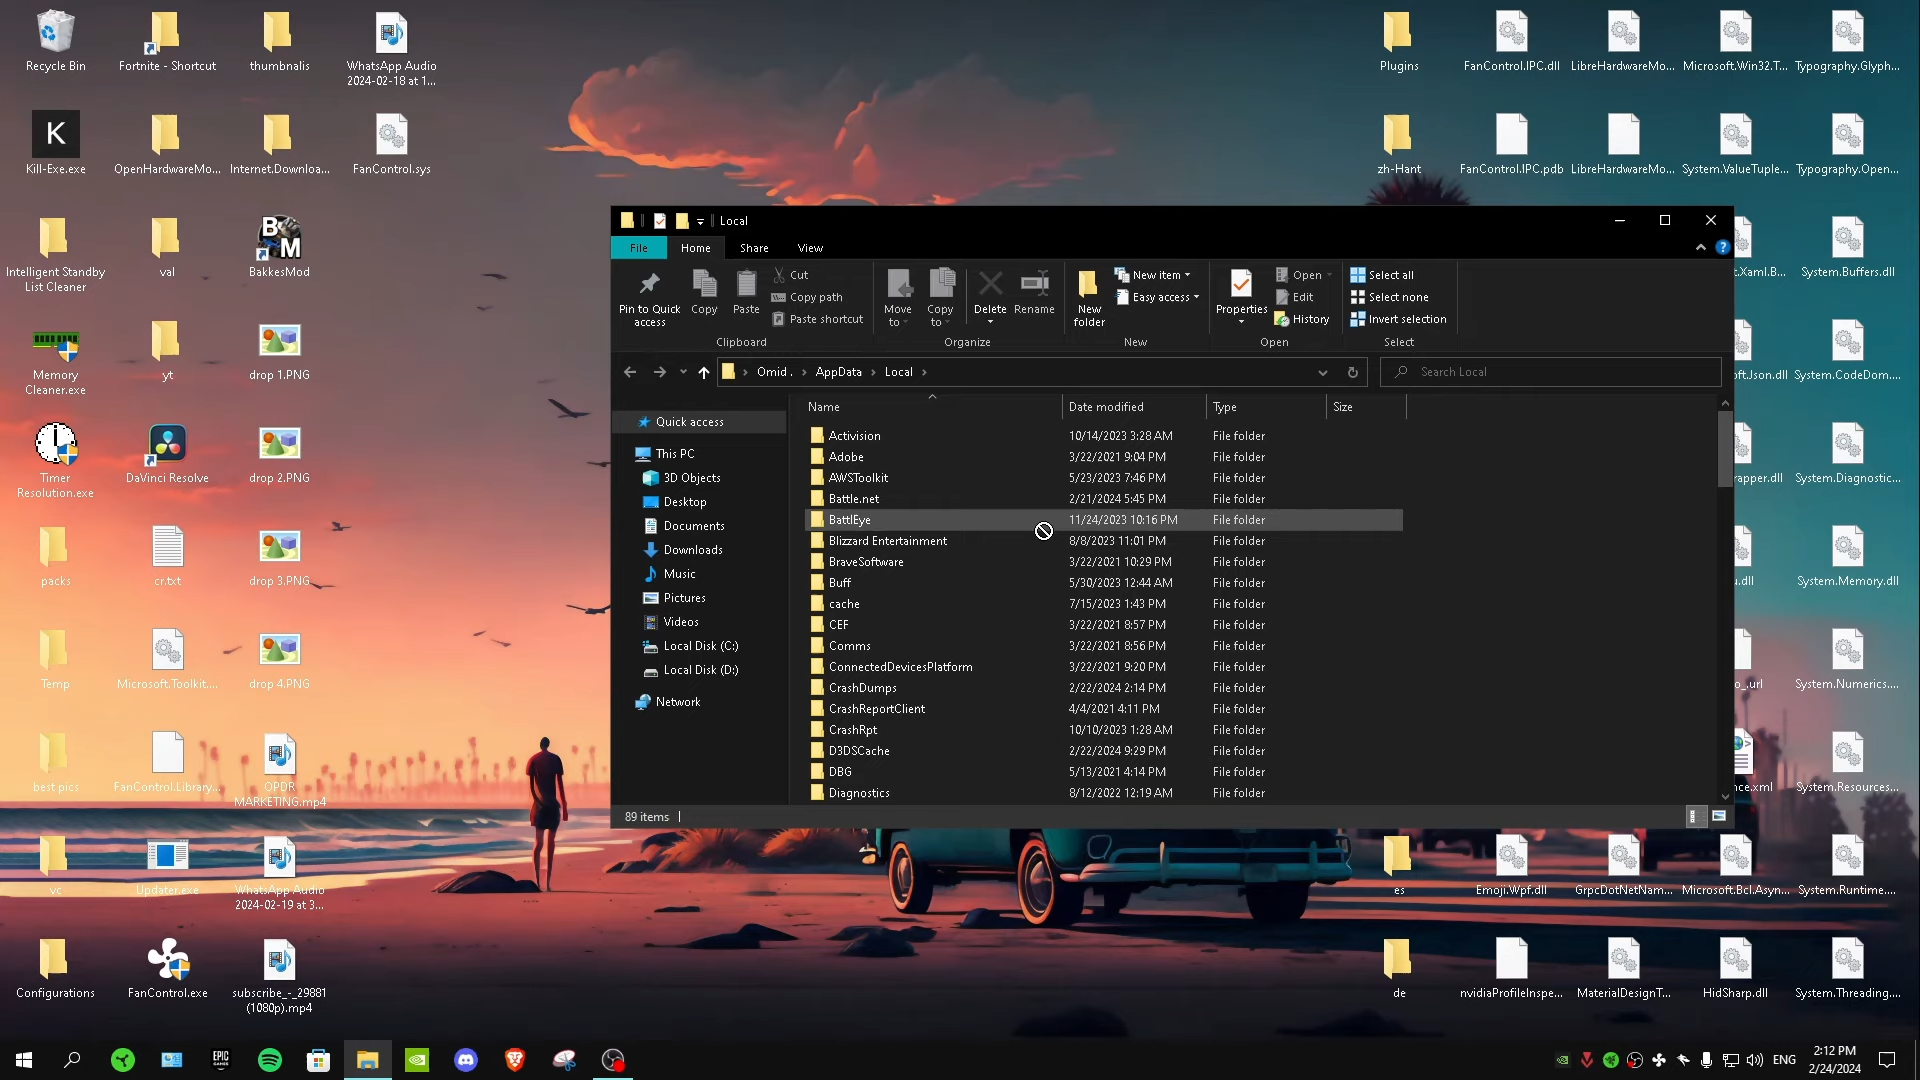 Recycle Bin
Fortnite - Shortcut
thumbnalis
WhatsApp Audio
2024-02-18 at 1...
Kill-Exe.exe
OpenHardwareMo...
Internet.Downloa...
FanControl.sys
Intelligent Standby
List Cleaner
val
BM
BakkesMod
Memory
Cleaner.exe
yt
drop 1.PNG
Timer
Resolution.exe
DaVinci Resolve
drop 2.PNG
packs
cr.txt
drop 3.PNG
Temp
Microsoft.Toolkit....
drop 4.PNG
best pics
FanControl.Library...
OPDR
MARKETING.mp4
vc
Updater.exe
WhatsApp Audio
2024-02-19 at 3...
Configurations
FanControl.exe
subscribe_-_29881
(1080p).mp4
Plugins
FanControl.IPC.dll
LibreHardwareMo...
Microsoft.Win32.T...
Typography.Glyph...
zh-Hant
FanControl.IPC.pdb
LibreHardwareMo...
System.ValueTuple...
Typography.Open...
.Xaml.B...
System.Buffers.dll
ft.Json.dll
System.CodeDom....
rapper.dll
System.Diagnostic...
.dll
System.Memory.dll
o_.url
System.Numerics....
nce.xml
System.Resources...
es
Emoji.Wpf.dll
GrpcDotNetNam...
Microsoft.Bcl.Asyn...
System.Runtime....
de
nvidiaProfileInspe...
MaterialDesignT...
HidSharp.dll
System.Threading....
Local
File
Home
Share
View
Pin to Quick
access
Copy
Paste
Cut
Copy path
Paste shortcut
Clipboard
Move
to
Copy
to
Delete
Rename
Organize
New
folder
New item
Easy access
New
Properties
Open
Edit
History
Open
Select all
Select none
Invert selection
Select
Omid .
AppData
Local
Search Local
Quick access
This PC
3D Objects
Desktop
Documents
Downloads
Music
Pictures
Videos
Local Disk (C:)
Local Disk (D:)
Network
Name Date modified Type Size
Activision 10/14/2023 3:28 AM File folder
Adobe 3/22/2021 9:04 PM File folder
AWSToolkit 5/23/2023 7:46 PM File folder
Battle.net 2/21/2024 5:45 PM File folder
BattlEye 11/24/2023 10:16 PM File folder
Blizzard Entertainment 8/8/2023 11:01 PM File folder
BraveSoftware 3/22/2021 10:29 PM File folder
Buff 5/30/2023 12:44 AM File folder
cache 7/15/2023 1:43 PM File folder
CEF 3/22/2021 8:57 PM File folder
Comms 3/22/2021 8:56 PM File folder
ConnectedDevicesPlatform 3/22/2021 9:20 PM File folder
CrashDumps 2/22/2024 2:14 PM File folder
CrashReportClient 4/4/2021 4:11 PM File folder
CrashRpt 10/10/2023 1:28 AM File folder
D3DSCache 2/22/2024 9:29 PM File folder
DBG 5/13/2021 4:14 PM File folder
Diagnostics 8/12/2022 12:19 AM File folder
89 items
EPIC
GAMES
ENG
2:12 PM
2/24/2024